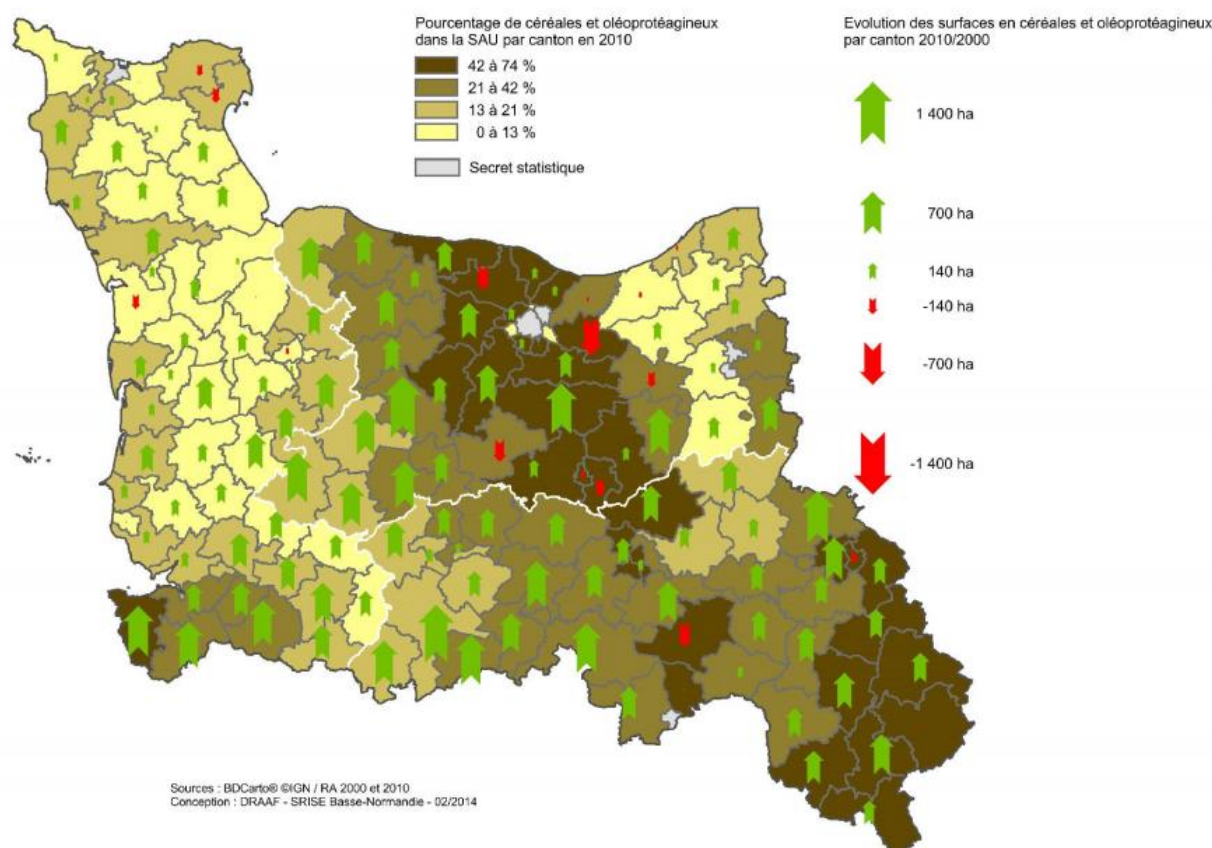 Pourcentage de céréales et oléoprotéagineux
dans la SAU par canton en 2010
42 à 74 %
21 à 42 %
13 à 21 %
0 à 13 %
Secret statistique
Evolution des surfaces en céréales et oléoprotéagineux
par canton 2010/2000
1 400 ha
700 ha
140 ha
-140 ha
-700 ha
-1 400 ha
Sources : BDCarto® ©IGN / RA 2000 et 2010
Conception : DRAAF - SRISE Basse-Normandie - 02/2014